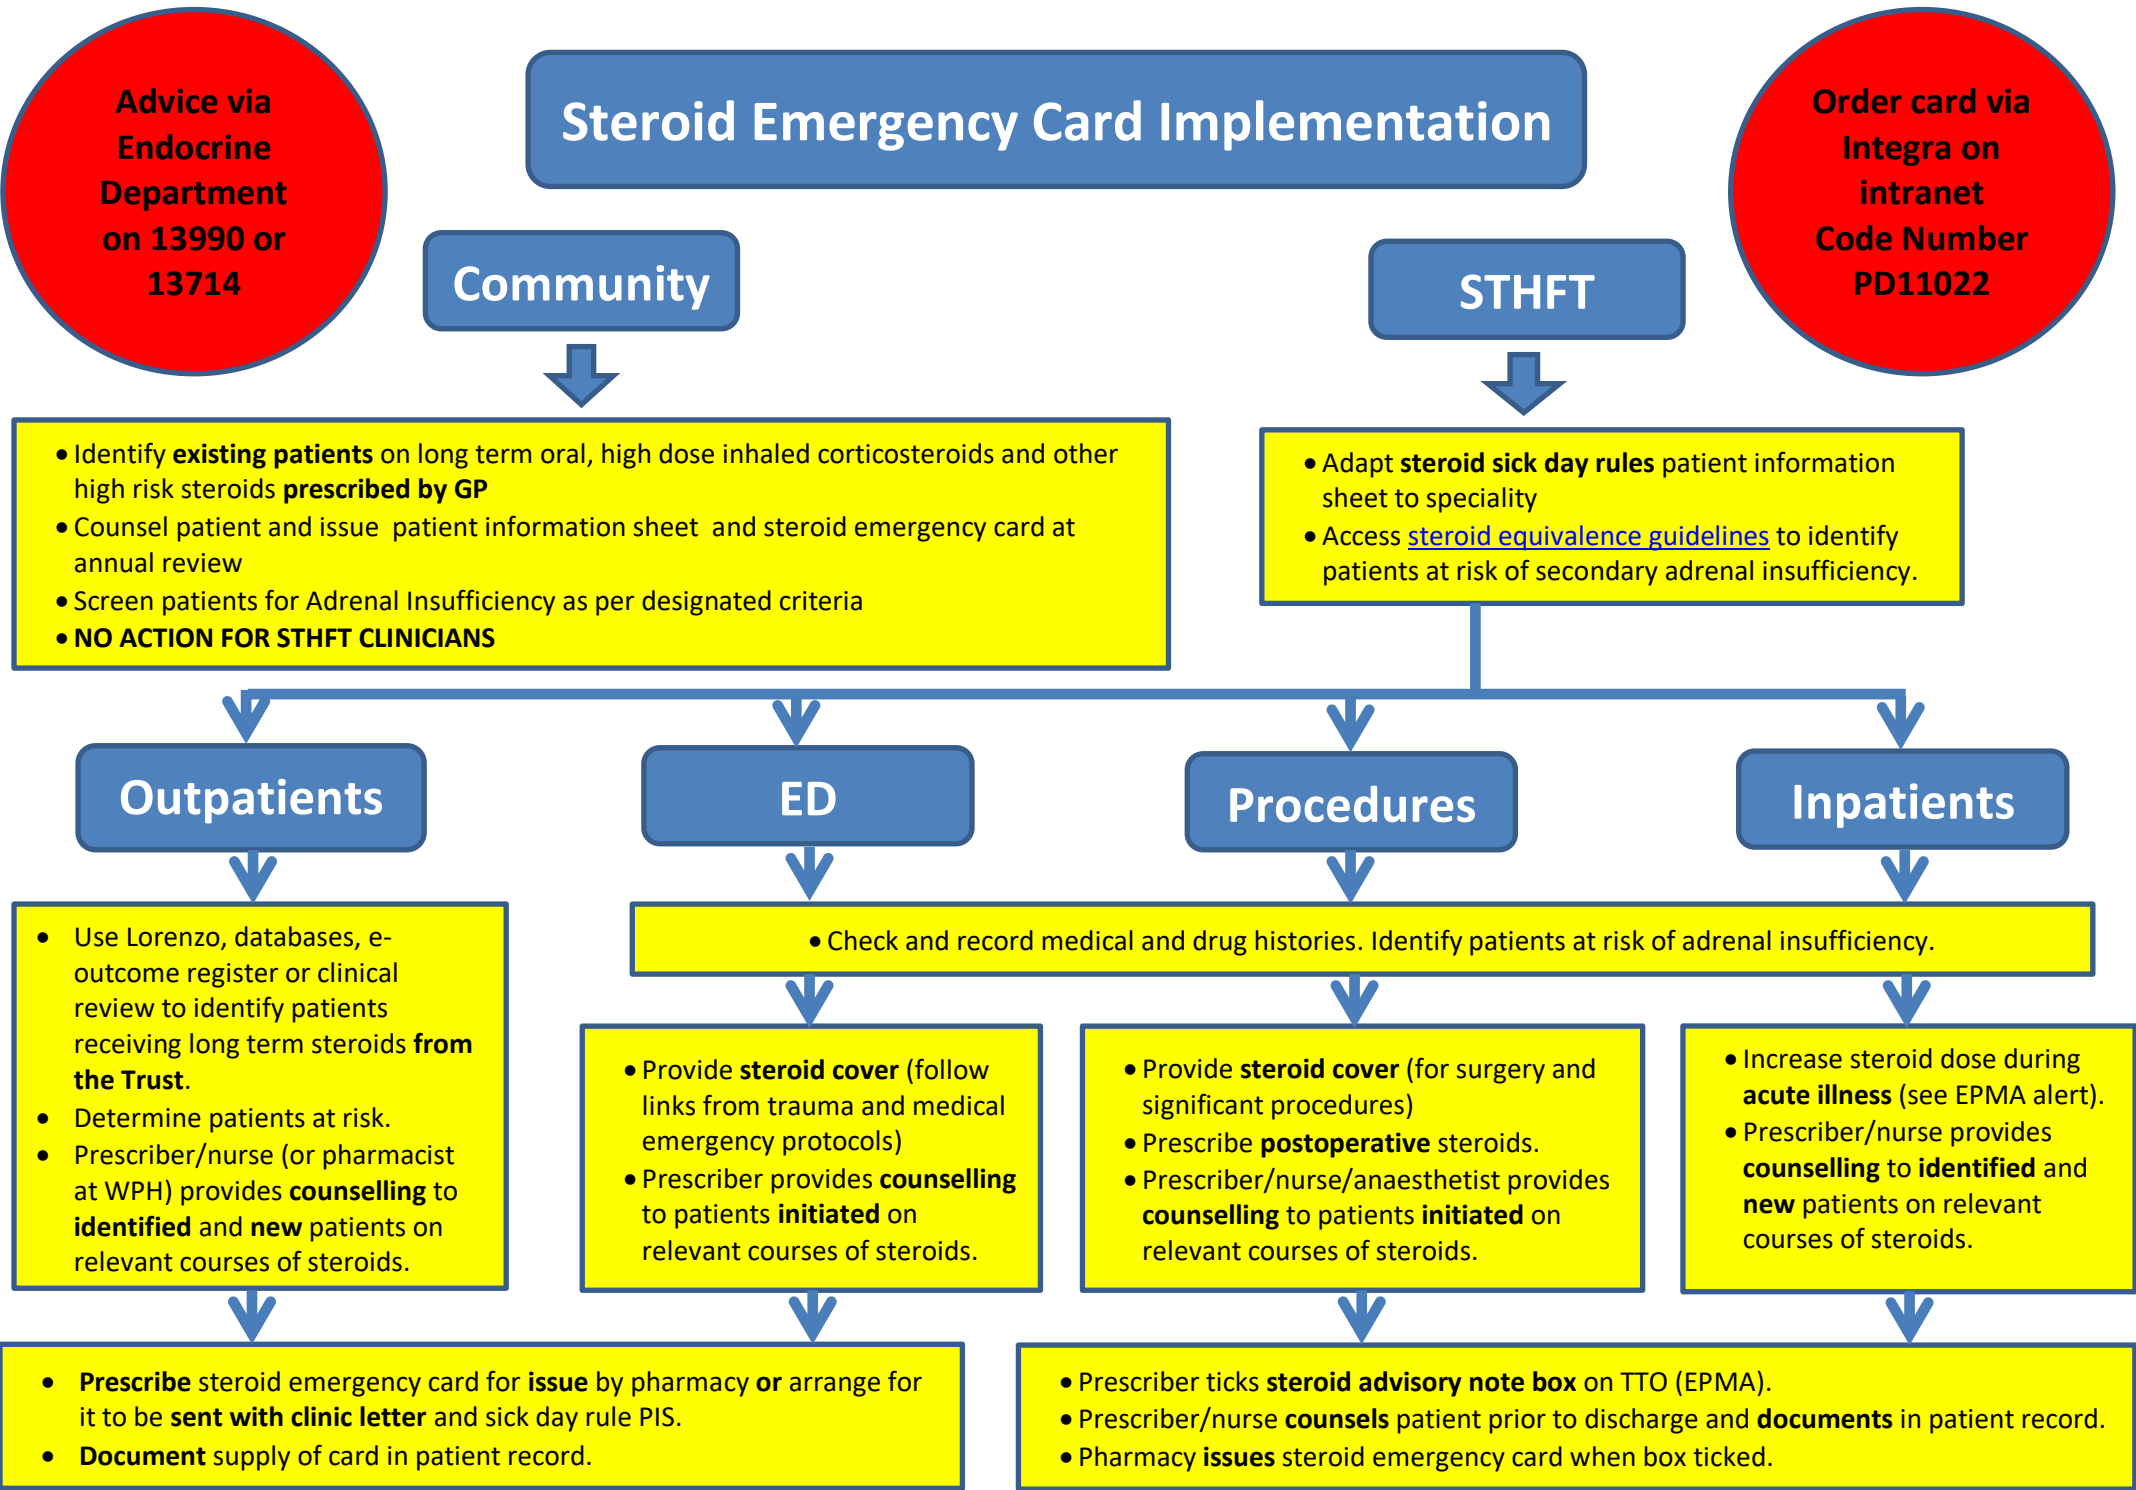 Advice via
Endocrine
Department
on 13990 or
13714
Steroid Emergency Card Implementation
Order card via
Integra on
intranet
Code Number
PD11022
Community
STHFT
• Identify existing patients on long term oral, high dose inhaled corticosteroids and other
high risk steroids prescribed by GP
• Counsel patient and issue patient information sheet and steroid emergency card at
annual review
• Screen patients for Adrenal Insufficiency as per designated criteria
• NO ACTION FOR STHFT CLINICIANS
• Adapt steroid sick day rules patient information
sheet to speciality
• Access steroid equivalence guidelines to identify
patients at risk of secondary adrenal insufficiency.
Outpatients
ED
Procedures
Inpatients
• Use Lorenzo, databases, e-
outcome register or clinical
review to identify patients
receiving long term steroids from
the Trust.
• Determine patients at risk.
• Prescriber/nurse (or pharmacist
at WPH) provides counselling to
identified and new patients on
relevant courses of steroids.
• Check and record medical and drug histories. Identify patients at risk of adrenal insufficiency.
• Provide steroid cover (follow
links from trauma and medical
emergency protocols)
• Prescriber provides counselling
to patients initiated on
relevant courses of steroids.
• Provide steroid cover (for surgery and
significant procedures)
• Prescribe postoperative steroids.
• Prescriber/nurse/anaesthetist provides
counselling to patients initiated on
relevant courses of steroids.
• Increase steroid dose during
acute illness (see EPMA alert).
• Prescriber/nurse provides
counselling to identified and
new patients on relevant
courses of steroids.
• Prescribe steroid emergency card for issue by pharmacy or arrange for
it to be sent with clinic letter and sick day rule PIS.
• Document supply of card in patient record.
• Prescriber ticks steroid advisory note box on TTO (EPMA).
• Prescriber/nurse counsels patient prior to discharge and documents in patient record.
• Pharmacy issues steroid emergency card when box ticked.